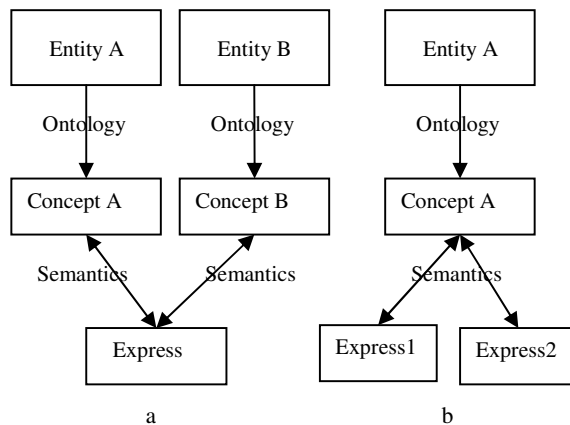 Entity A Entity B Entity A
Ontology Ontology Ontology
Concept A Concept B Concept A
Semantics Semantics Semantics
Express Express1 Express2
a b